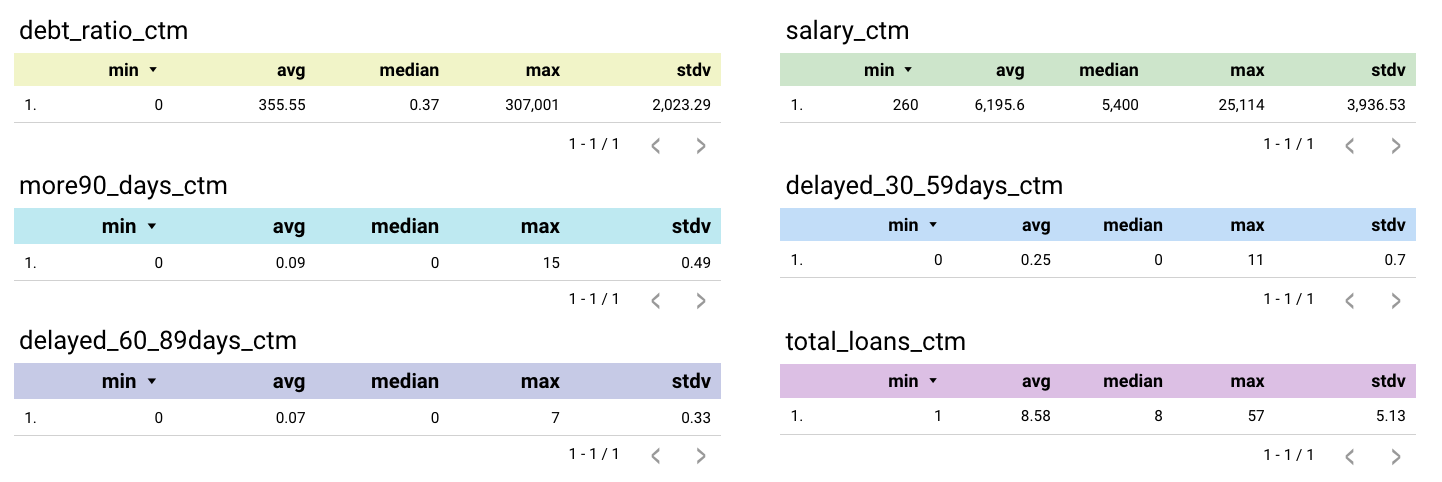 debt_ratio_ctm
min avg median max stdv
1. 0 355.55 0.37 307,001 2,023.29
1 - 1 / 1
salary_ctm
min avg median max stdv
1. 260 6,195.6 5,400 25,114 3,936.53
1 - 1 / 1
more90_days_ctm
min avg median max stdv
1. 0 0.09 0 15 0.49
1 - 1 / 1
delayed_30_59days_ctm
min avg median max stdv
1. 0 0.25 0 11 0.7
1 - 1 / 1
delayed_60_89days_ctm
min avg median max stdv
1. 0 0.07 0 7 0.33
1 - 1 / 1
total_loans_ctm
min avg median max stdv
1. 1 8.58 8 57 5.13
1 - 1 / 1